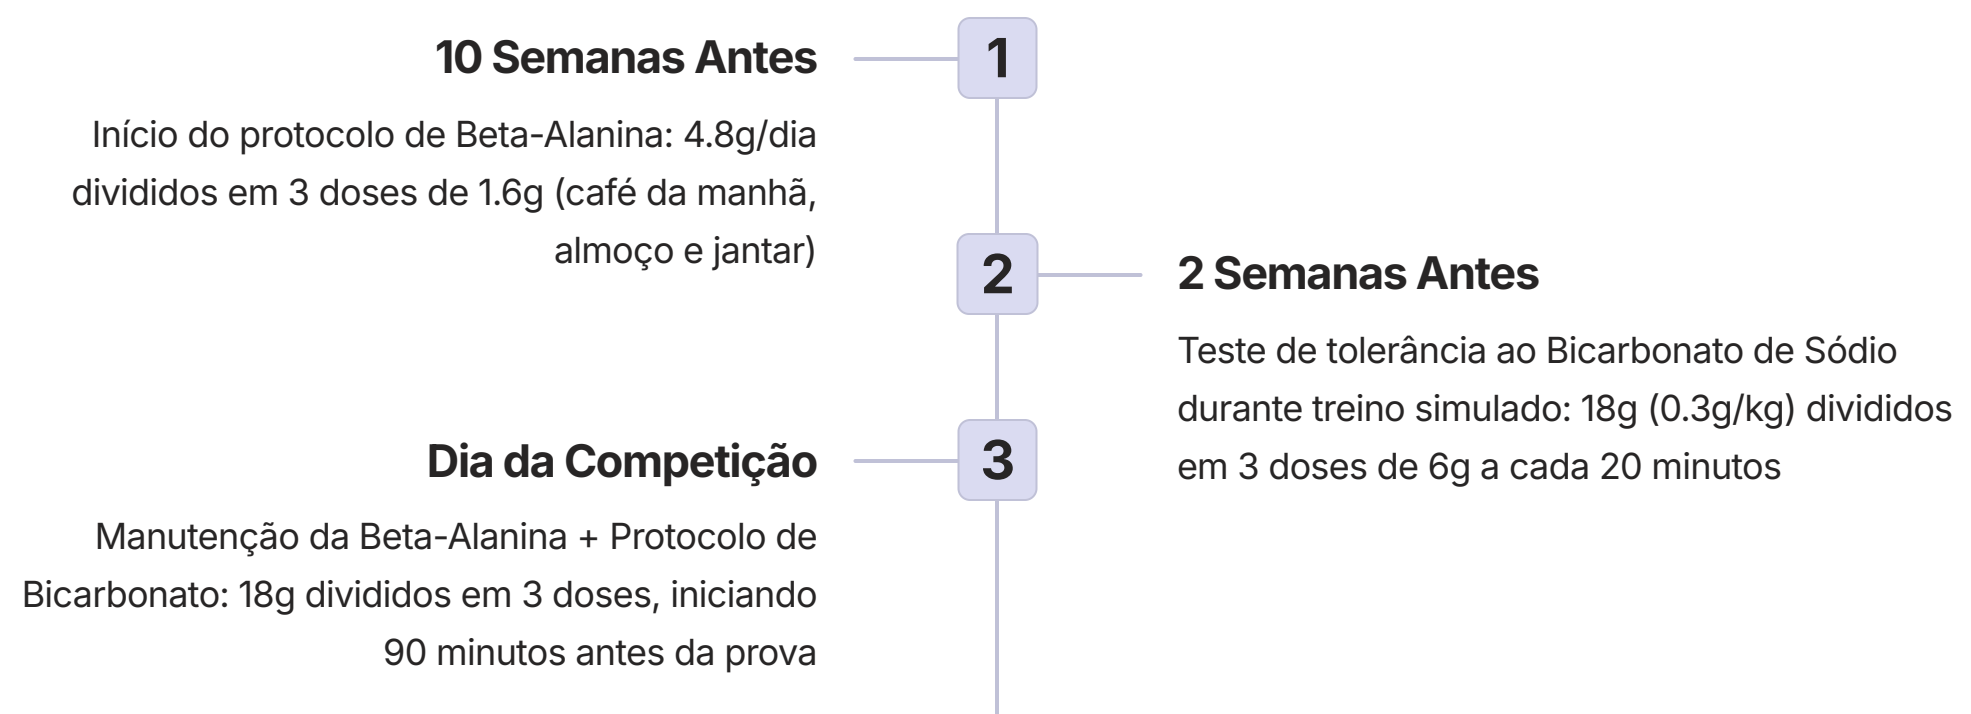 1
10 Semanas Antes
Início do protocolo de Beta-Alanina: 4.8g/dia
divididos em 3 doses de 1.6g (café da manhã,
almoço e jantar)
2
2 Semanas Antes
Teste de tolerância ao Bicarbonato de Sódio
durante treino simulado: 18g (0.3g/kg) divididos
em 3 doses de 6g a cada 20 minutos
3
Dia da Competição
Manutenção da Beta-Alanina + Protocolo de
Bicarbonato: 18g divididos em 3 doses, iniciando
90 minutos antes da prova